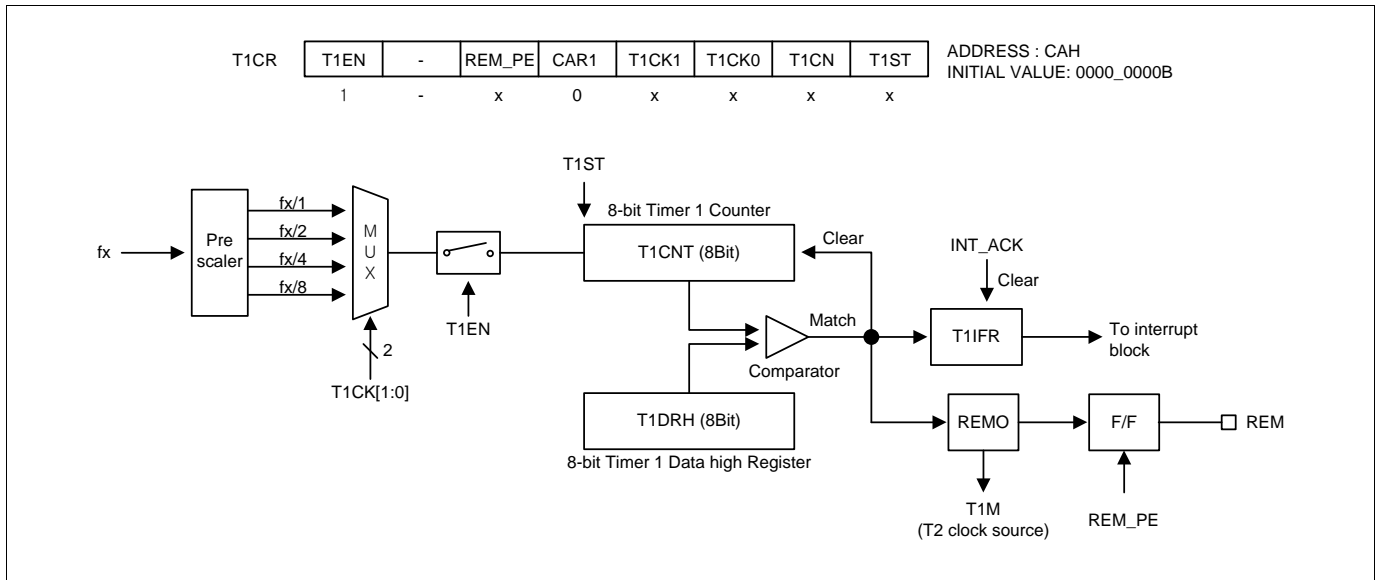 T1CR T1EN - REM_PE CAR1 T1CK1 T1CK0 T1CN T1ST ADDRESS : CAH
INITIAL VALUE: 0000_0000B
1 - x 0 x x x x
T1ST
8-bit Timer 1 Counter
fx
Pre
scaler
fx/1
fx/2
fx/4
fx/8
M
U
X
2
T1CK[1:0]
T1EN
T1CNT (8Bit)
Clear
Match
Comparator
T1DRH (8Bit)
8-bit Timer 1 Data high Register
INT_ACK
Clear
T1IFR
To interrupt
block
REMO
F/F
REM
T1M
(T2 clock source)
REM_PE